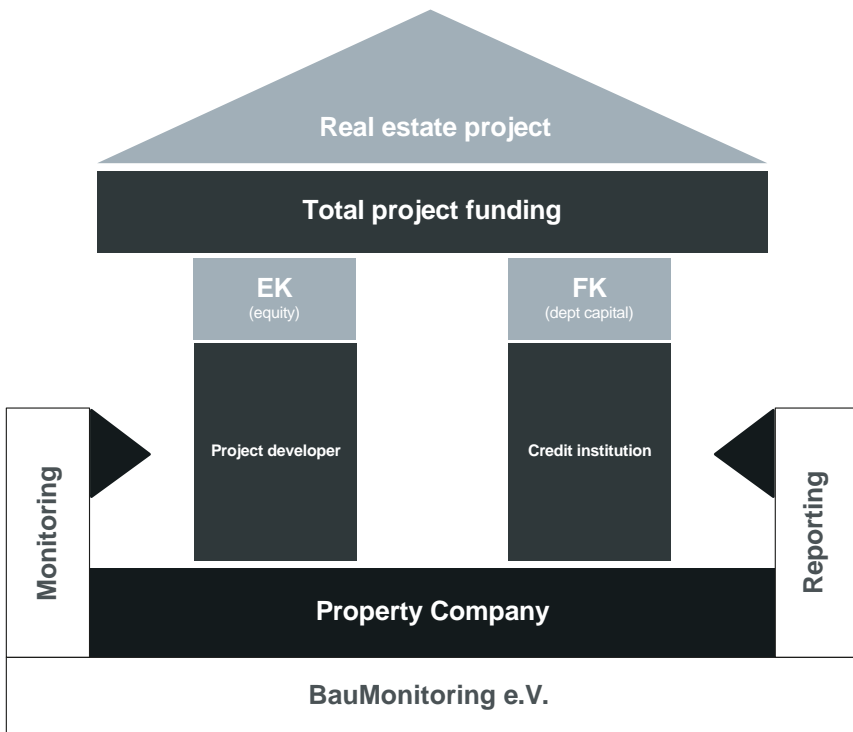 Real estate project
Total project funding
EK
(equity)
FK
(dept capital)
Project developer
Credit institution
Monitoring
Reporting
Property Company
BauMonitoring e.V.